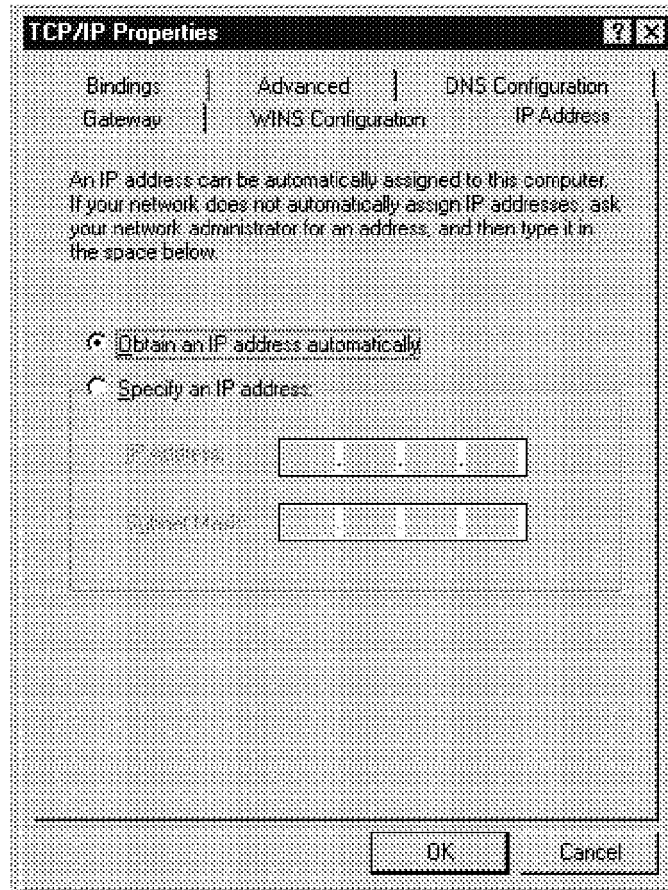 TCP/IP Properties
Bindings Advanced DNS Configuration
Gateway WINS Configuration IP Address
An IP address can be automatically assigned to this computer.
If your network does not automatically assign IP addresses, ask
your network administrator for an address, and then type it in
the space below.
Obtain an IP address automatically
Specify an IP address:
IP address:
Subnet Mask:
OK Cancel